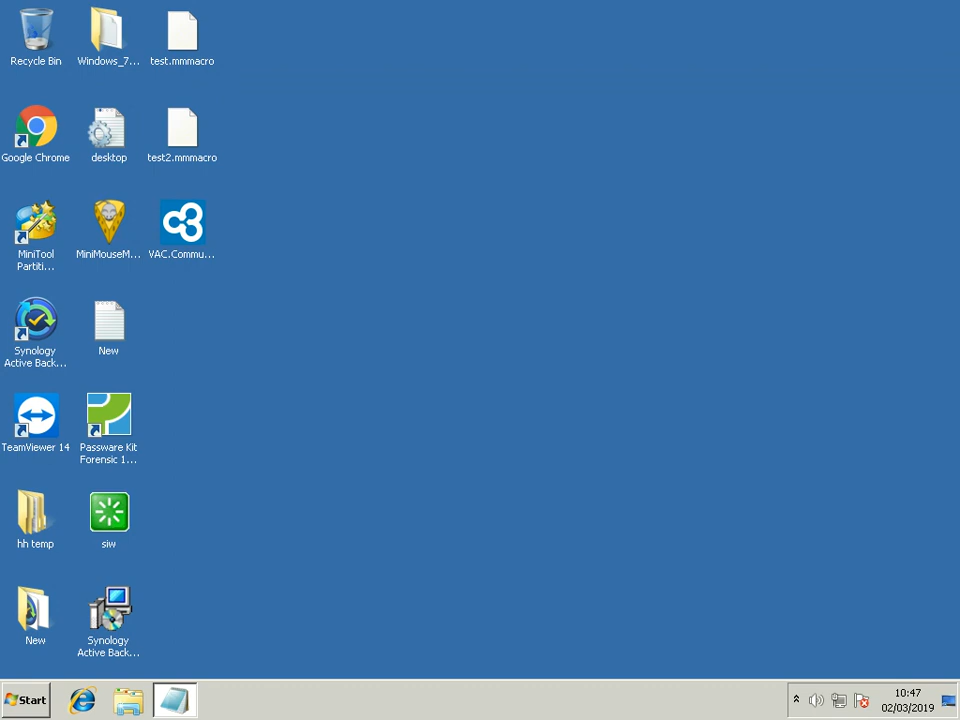 Recycle Bin
Windows_7...
test.mmmacro
Google Chrome
desktop
test2.mmmacro
MiniTool
Partiti...
MiniMouseM...
VAC.Commu...
Synology
Active Back...
New
TeamViewer 14
Passware Kit
Forensic 1...
hh temp
siw
New
Synology
Active Back...
Start
10:47
02/03/2019